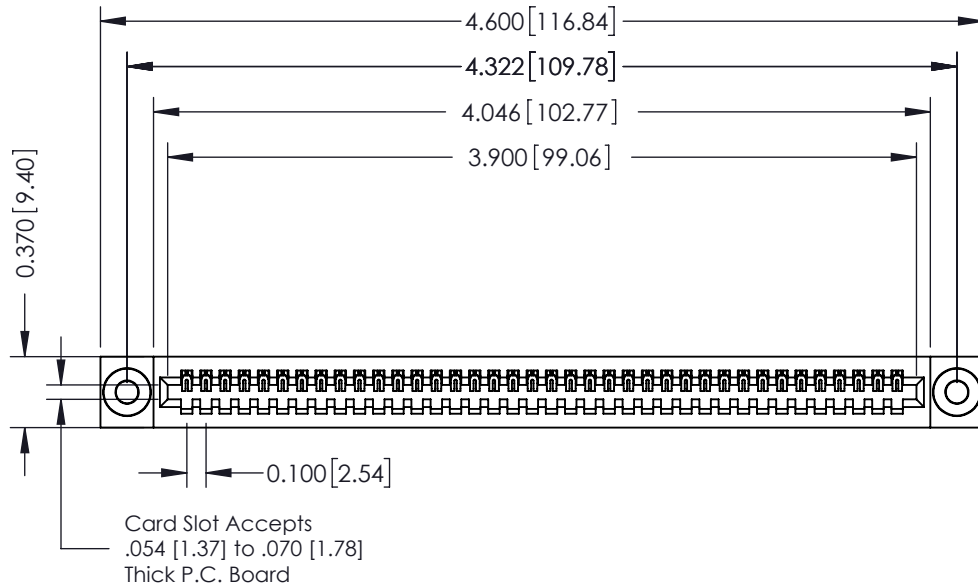 4.600 [116.84]
4.322 [109.78]
4.046 [102.77]
3.900 [99.06]
0.370 [9.40]
0.100 [2.54]
Card Slot Accepts
.054 [1.37] to .070 [1.78]
Thick P.C. Board